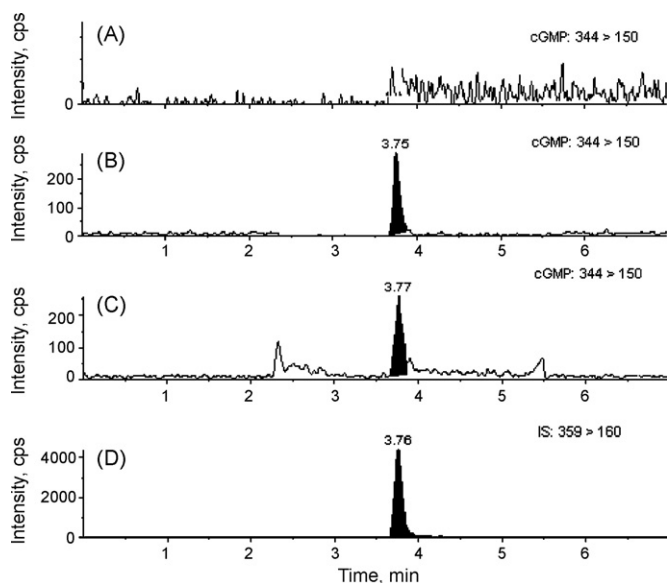 (A)
cGMP: 344 > 150
Intensity, cps
0
(B)
3.75
cGMP: 344 > 150
Intensity, cps
200
100
0
1 2 3 4 5 6
cGMP: 344 > 150
(C)
3.77
Intensity, cps
200
100
0
1 2 3 4 5 6
IS: 359 > 160
(D)
3.76
Intensity, cps
4000
2000
0
1 2 3 4 5 6
Time, min